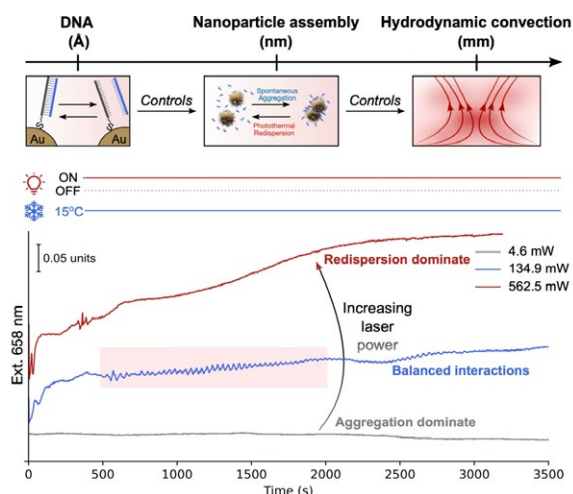 DNA
(Å)
Nanoparticle assembly
(nm)
Hydrodynamic convection
(mm)
S
Au
S
Au
Controls
Spontaneous
Aggregation
Photothermal
Redispersion
Controls
ON
OFF
15°C
0.05 units
4.6 mW
134.9 mW
562.5 mW
Redispersion dominate
Increasing
laser
power
Balanced interactions
Aggregation dominate
Ext. 658 nm
0 500 1000 1500 2000 2500 3000 3500
Time (s)